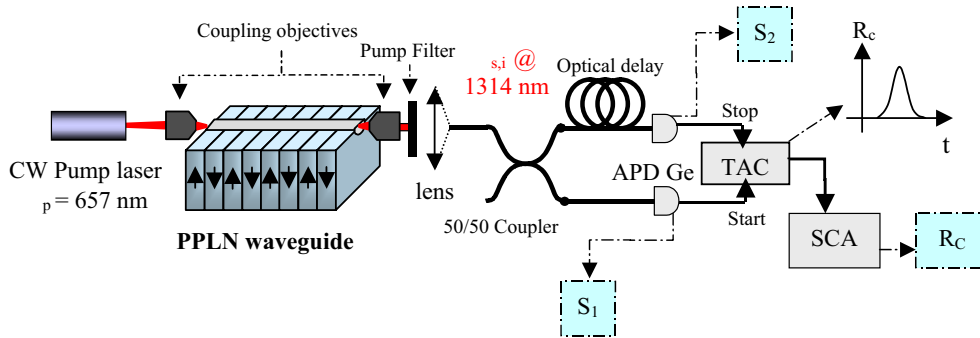 Coupling objectives
Pump Filter
s,i @
1314 nm
Optical delay
S2
Rc
t
Stop
TAC
APD Ge
Start
CW Pump laser
p = 657 nm
lens
50/50 Coupler
PPLN waveguide
SCA
RC
S1